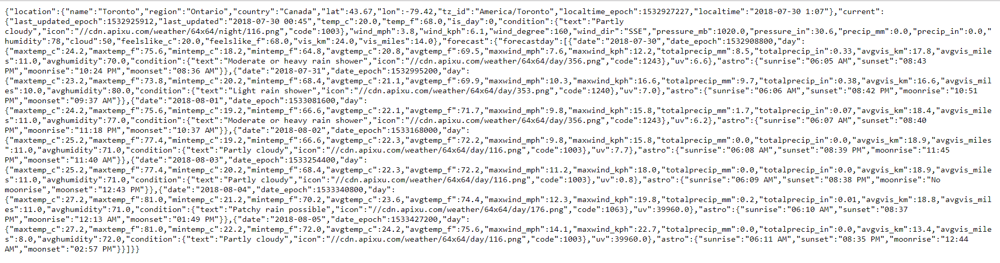 {"location":{"name":"Toronto","region":"Ontario","country":"Canada","lat":43.67,"lon":-79.42,"tz_id":"America/Toronto","localtime_epoch":1532927227,"localtime":"2018-07-30 1:07"},"current":
{"last_updated_epoch":1532925912,"last_updated":"2018-07-30 00:45","temp_c":20.0,"temp_f":68.0,"is_day":0,"condition":{"text":"Partly
cloudy","icon":"//cdn.apixu.com/weather/64x64/night/116.png","code":1003},"wind_mph":3.8,"wind_kph":6.1,"wind_degree":160,"wind_dir":"SSE","pressure_mb":1020.0,"pressure_in":30.6,"precip_mm":0.0,"precip_in":0.0,"
humidity":78,"cloud":50,"feelslike_c":20.0,"feelslike_f":68.0,"vis_km":24.0,"vis_miles":14.0},"forecast":{"forecastday":[{"date":"2018-07-30","date_epoch":1532908800,"day":
{"maxtemp_c":24.2,"maxtemp_f":75.6,"mintemp_c":18.2,"mintemp_f":64.8,"avgtemp_c":20.8,"avgtemp_f":69.5,"maxwind_mph":7.6,"maxwind_kph":12.2,"totalprecip_mm":8.5,"totalprecip_in":0.33,"avgvis_km":17.8,"avgvis_mile
s":11.0,"avghumidity":70.0,"condition":{"text":"Moderate or heavy rain shower","icon":"//cdn.apixu.com/weather/64x64/day/356.png","code":1243},"uv":6.6},"astro":{"sunrise":"06:05 AM","sunset":"08:43
PM","moonrise":"10:24 PM","moonset":"08:36 AM"}},{"date":"2018-07-31","date_epoch":1532995200,"day":
{"maxtemp_c":23.2,"maxtemp_f":73.8,"mintemp_c":20.2,"mintemp_f":68.4,"avgtemp_c":21.1,"avgtemp_f":69.9,"maxwind_mph":10.3,"maxwind_kph":16.6,"totalprecip_mm":9.7,"totalprecip_in":0.38,"avgvis_km":16.6,"avgvis_mil
es":10.0,"avghumidity":80.0,"condition":{"text":"Light rain shower","icon":"//cdn.apixu.com/weather/64x64/day/353.png","code":1240},"uv":7.0},"astro":{"sunrise":"06:06 AM","sunset":"08:42 PM","moonrise":"10:51
PM","moonset":"09:37 AM"}},{"date":"2018-08-01","date_epoch":1533081600,"day":
{"maxtemp_c":24.2,"maxtemp_f":75.6,"mintemp_c":19.2,"mintemp_f":66.6,"avgtemp_c":22.1,"avgtemp_f":71.7,"maxwind_mph":9.8,"maxwind_kph":15.8,"totalprecip_mm":1.7,"totalprecip_in":0.07,"avgvis_km":18.4,"avgvis_mile
s":11.0,"avghumidity":77.0,"condition":{"text":"Moderate or heavy rain shower","icon":"//cdn.apixu.com/weather/64x64/day/356.png","code":1243},"uv":6.2},"astro":{"sunrise":"06:07 AM","sunset":"08:40
PM","moonrise":"11:18 PM","moonset":"10:37 AM"}},{"date":"2018-08-02","date_epoch":1533168000,"day":
{"maxtemp_c":25.2,"maxtemp_f":77.4,"mintemp_c":19.2,"mintemp_f":66.6,"avgtemp_c":22.3,"avgtemp_f":72.2,"maxwind_mph":9.8,"maxwind_kph":15.8,"totalprecip_mm":0.0,"totalprecip_in":0.0,"avgvis_km":18.9,"avgvis_miles
":11.0,"avghumidity":71.0,"condition":{"text":"Partly cloudy","icon":"//cdn.apixu.com/weather/64x64/day/116.png","code":1003},"uv":7.7},"astro":{"sunrise":"06:08 AM","sunset":"08:39 PM","moonrise":"11:45
PM","moonset":"11:40 AM"}},{"date":"2018-08-03","date_epoch":1533254400,"day":
{"maxtemp_c":25.2,"maxtemp_f":77.4,"mintemp_c":20.2,"mintemp_f":68.4,"avgtemp_c":22.3,"avgtemp_f":72.2,"maxwind_mph":11.2,"maxwind_kph":18.0,"totalprecip_mm":0.0,"totalprecip_in":0.0,"avgvis_km":18.9,"avgvis_mile
s":11.0,"avghumidity":71.0,"condition":{"text":"Partly cloudy","icon":"//cdn.apixu.com/weather/64x64/day/116.png","code":1003},"uv":0.8},"astro":{"sunrise":"06:09 AM","sunset":"08:38 PM","moonrise":"No
moonrise","moonset":"12:43 PM"}},{"date":"2018-08-04","date_epoch":1533340800,"day":
{"maxtemp_c":27.2,"maxtemp_f":81.0,"mintemp_c":21.2,"mintemp_f":70.2,"avgtemp_c":23.6,"avgtemp_f":74.4,"maxwind_mph":12.3,"maxwind_kph":19.8,"totalprecip_mm":0.2,"totalprecip_in":0.01,"avgvis_km":18.8,"avgvis_mil
es":11.0,"avghumidity":71.0,"condition":{"text":"Patchy rain possible","icon":"//cdn.apixu.com/weather/64x64/day/176.png","code":1063},"uv":39960.0},"astro":{"sunrise":"06:10 AM","sunset":"08:37
PM","moonrise":"12:13 AM","moonset":"01:49 PM"}},{"date":"2018-08-05","date_epoch":1533427200,"day":
{"maxtemp_c":27.2,"maxtemp_f":81.0,"mintemp_c":22.2,"mintemp_f":72.0,"avgtemp_c":24.2,"avgtemp_f":75.6,"maxwind_mph":14.1,"maxwind_kph":22.7,"totalprecip_mm":0.0,"totalprecip_in":0.0,"avgvis_km":13.4,"avgvis_mile
s":8.0,"avghumidity":72.0,"condition":{"text":"Partly cloudy","icon":"//cdn.apixu.com/weather/64x64/day/116.png","code":1003},"uv":39960.0},"astro":{"sunrise":"06:11 AM","sunset":"08:35 PM","moonrise":"12:44
AM","moonset":"02:57 PM"}}]}}